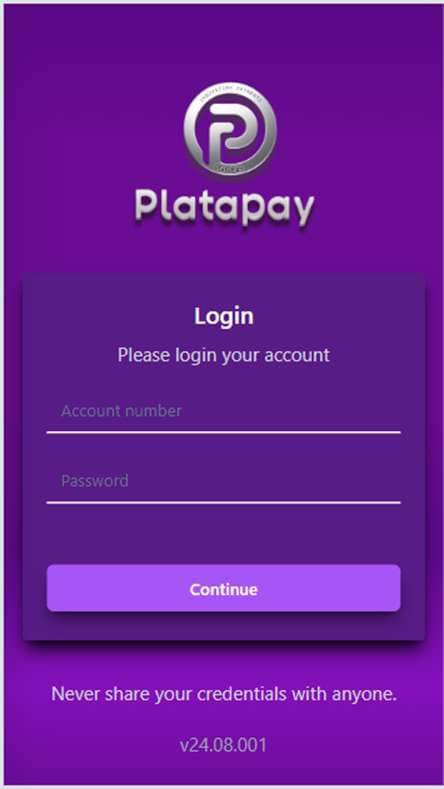 Platapay
Login
Please login your account
Account number
Password
Continue
Never share your credentials with anyone.
v24.08.001